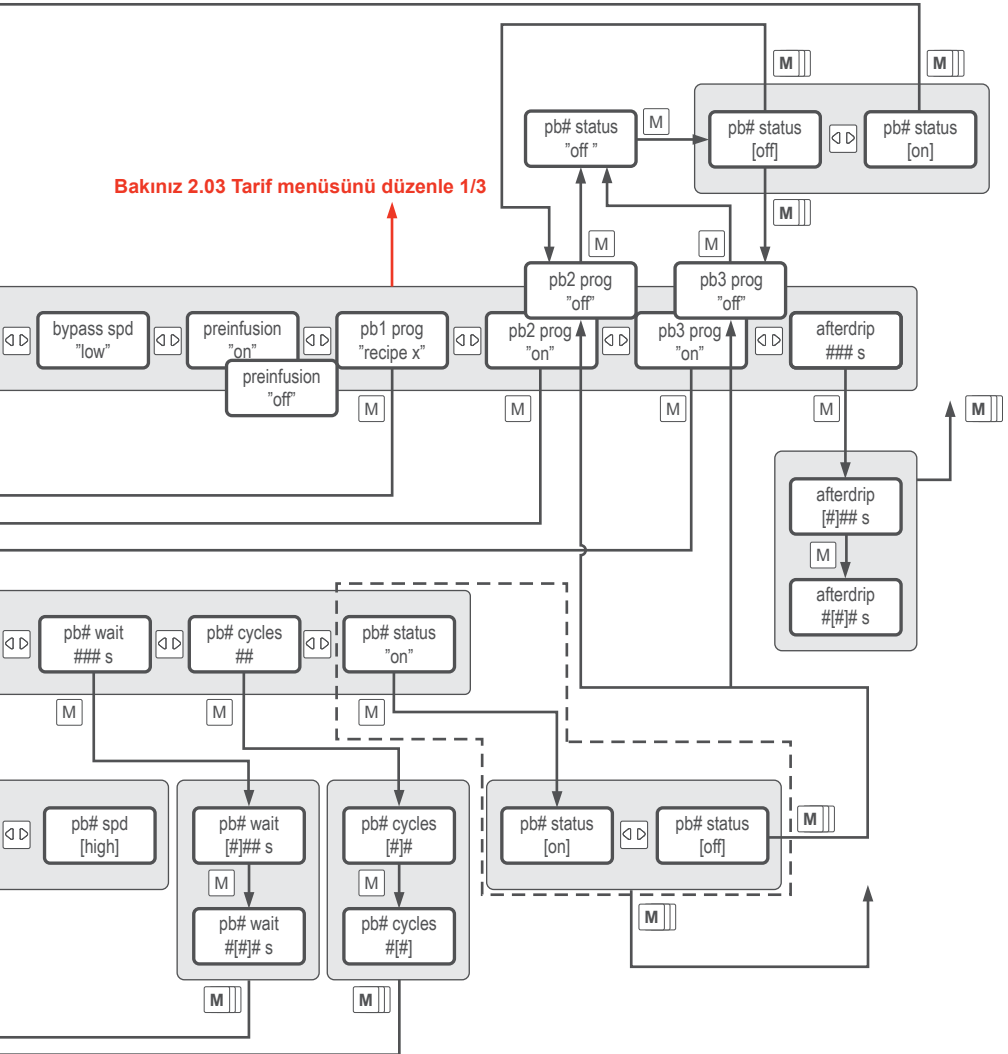 M
M
pb# status
"off "
M
pb# status
[off]
pb# status
[on]
Bakınız 2.03 Tarif menüsünü düzenle 1/3
M
M
M
pb2 prog
"off"
pb3 prog
"off"
bypass spd
"low"
preinfusion
"on"
preinfusion
"off"
pb1 prog
"recipe x"
pb2 prog
"on"
pb3 prog
"on"
afterdrip
### s
M
M
M
M
M
afterdrip
[#]## s
M
afterdrip
#[#]# s
pb# wait
### s
pb# cycles
##
pb# status
"on"
M
M
M
pb# spd
[high]
pb# wait
[#]## s
M
pb# wait
#[#]# s
pb# cycles
[#]#
M
pb# cycles
#[#]
pb# status
[on]
pb# status
[off]
M
M
M
M